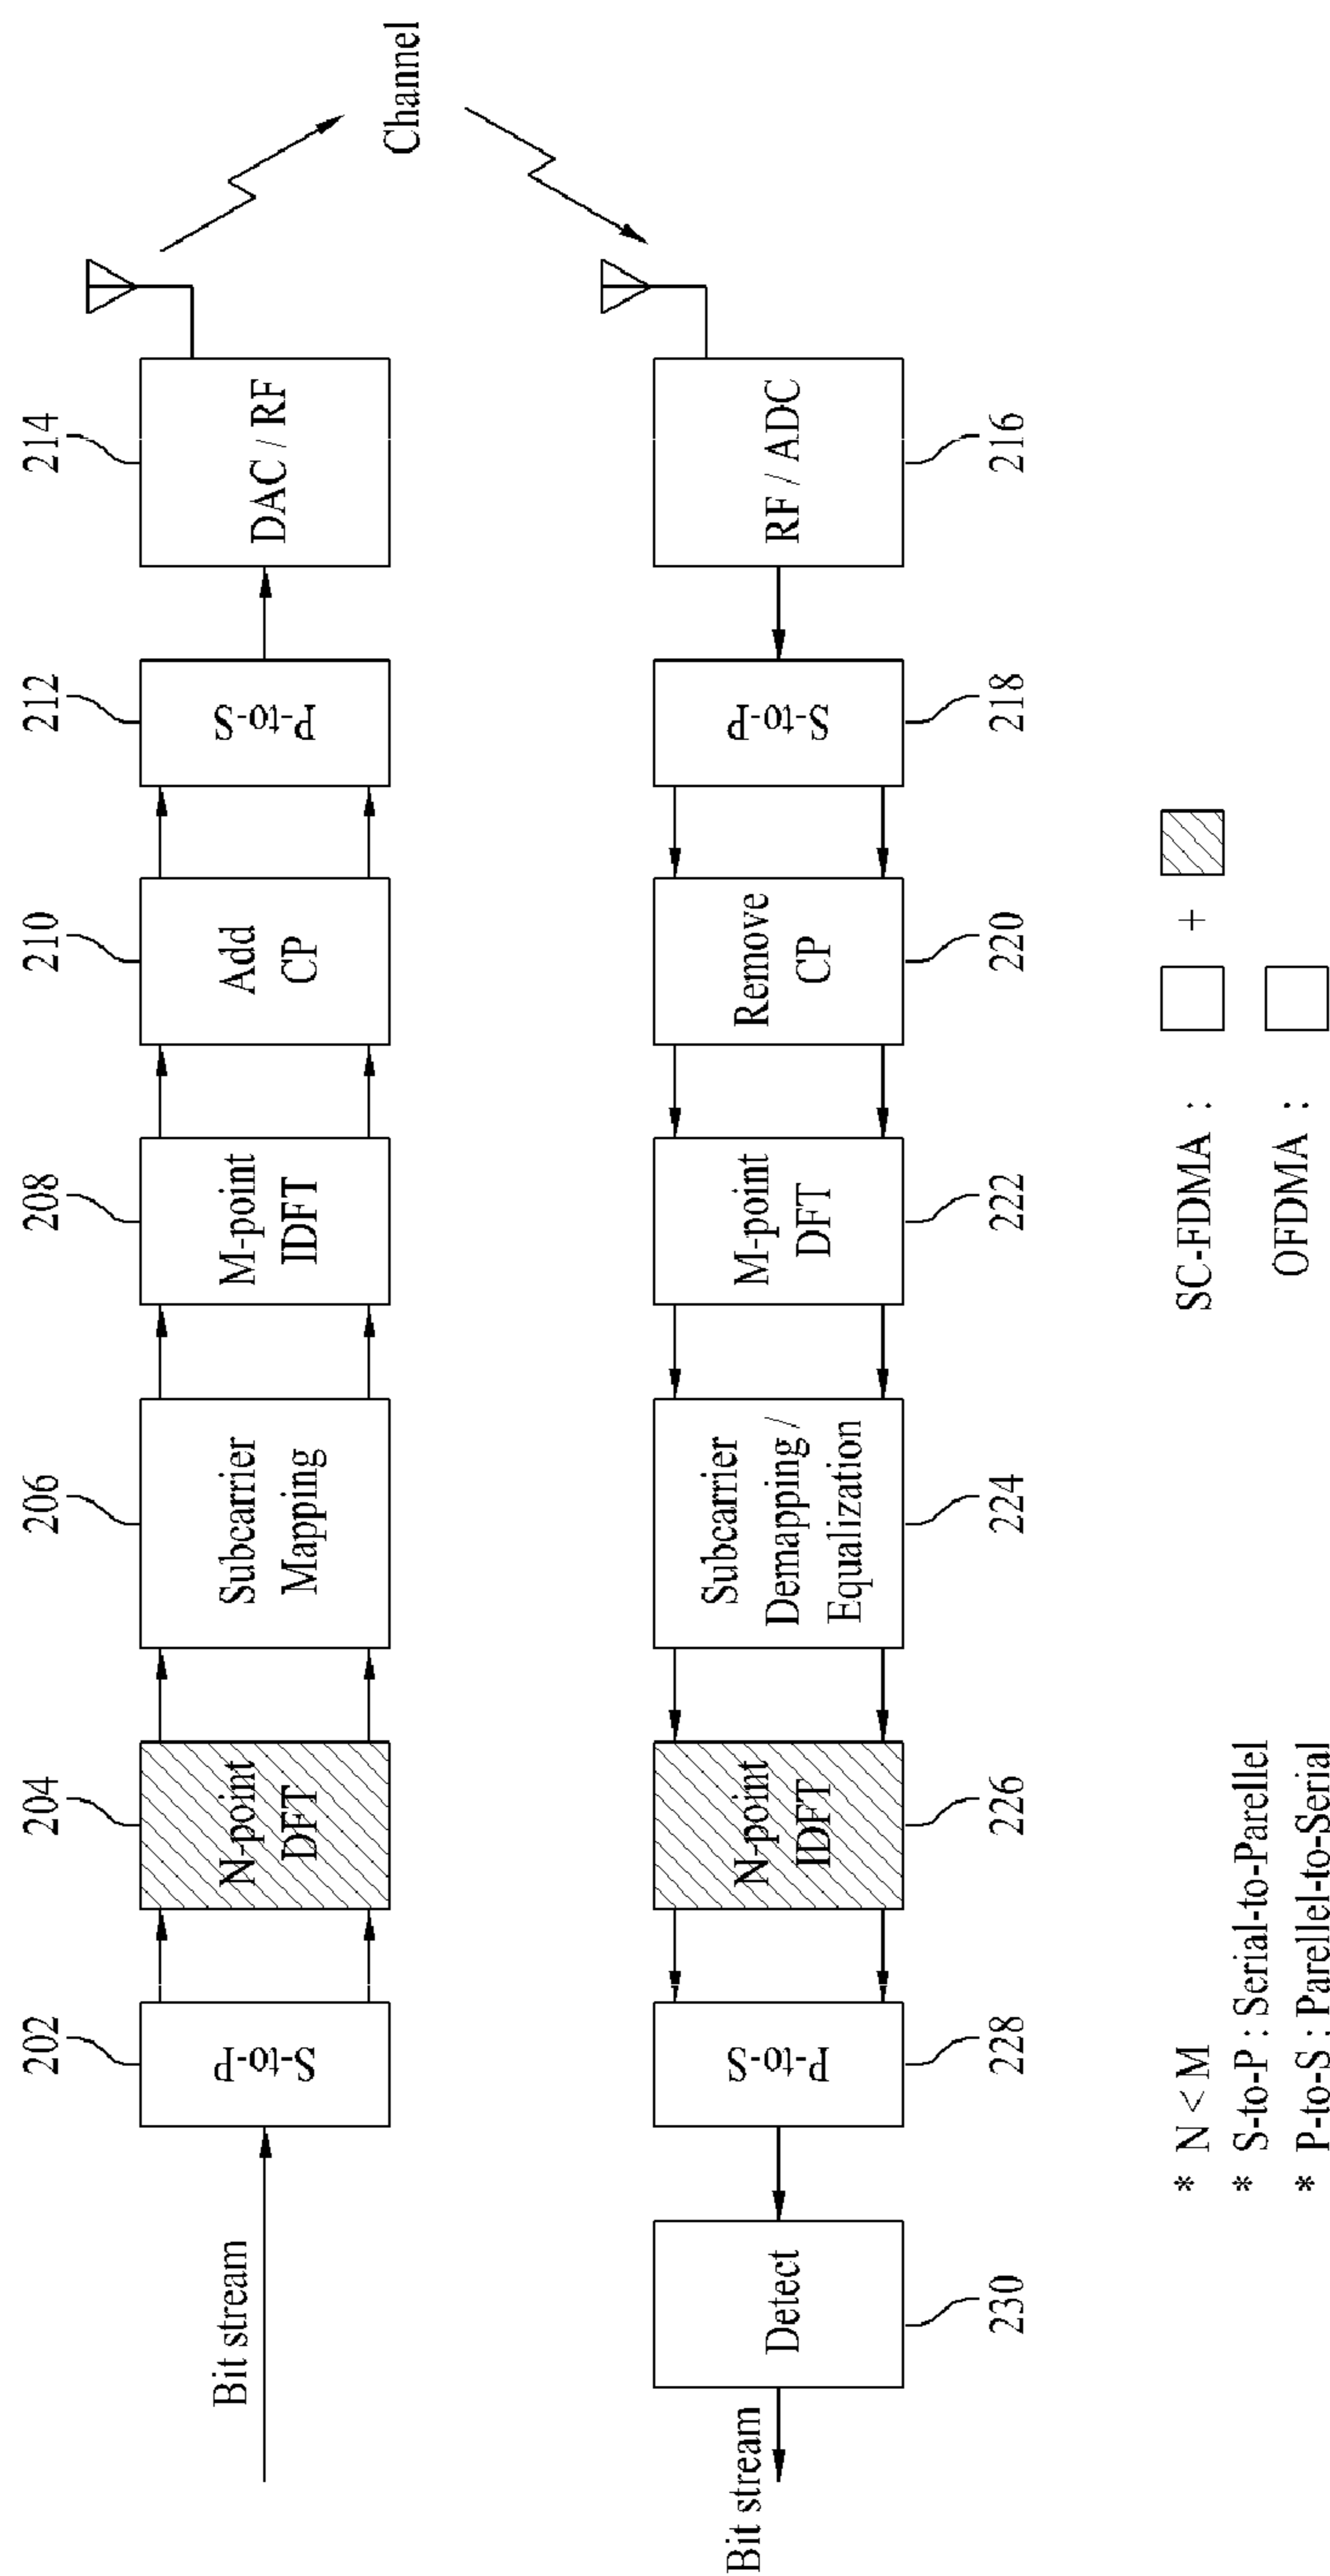 202
204
206
208
210
212
214
Bit stream
S-to-P
N-point
DFT
Subcarrier
Mapping
M-point
IDFT
Add
CP
P-to-S
DAC / RF
Channel
Bit stream
Detect
P-to-S
N-point
IDFT
Subcarrier
Demapping /
Equalization
M-point
DFT
Remove
CP
S-to-P
RF / ADC
230
228
226
224
222
220
218
216
* N < M
* S-to-P : Serial-to-Parellel
* P-to-S : Parellel-to-Serial
SC-FDMA : +
OFDMA :